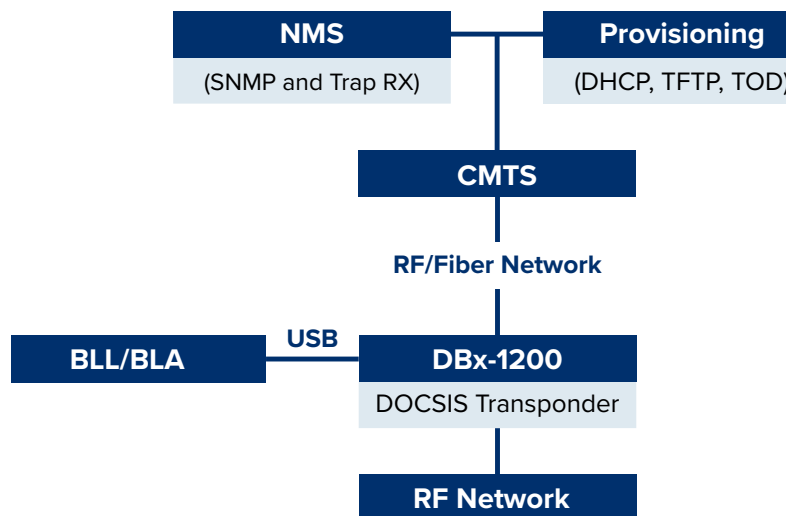 NMS
(SNMP and Trap RX)
Provisioning
(DHCP, TFTP, TOD)
CMTS
RF/Fiber Network
BLL/BLA
USB
DBx-1200
DOCSIS Transponder
RF Network